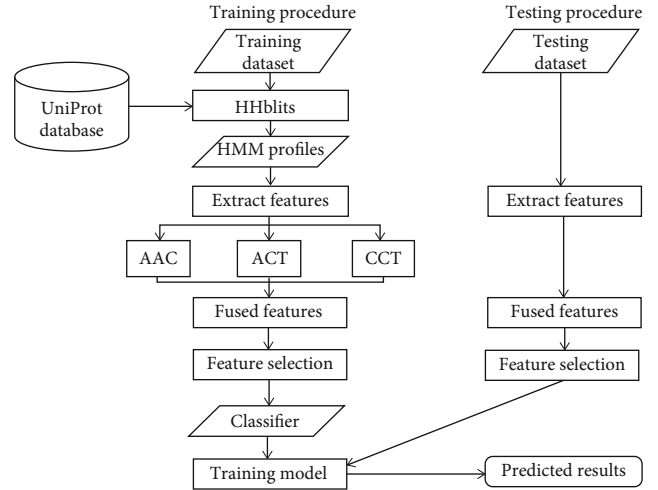 Training procedure
Training
dataset
UniProt
database
HHblits
HMM profiles
Extract features
AAC
ACT
CCT
Fused features
Feature selection
Classifier
Training model
Testing procedure
Testing
dataset
Extract features
Fused features
Feature selection
Predicted results